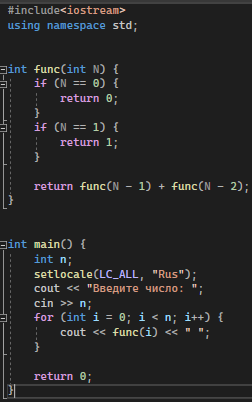 #include<iostream>
using namespace std;
int func(int N) {
if (N == 0) {
return 0;
}
if (N == 1) {
return 1;
}
return func(N - 1) + func(N - 2);
}
int main() {
int n;
setlocale(LC_ALL, "Rus");
cout << "Введите число: ";
cin >> n;
for (int i = 0; i < n; i++) {
cout << func(i) << " ";
}
return 0;
}